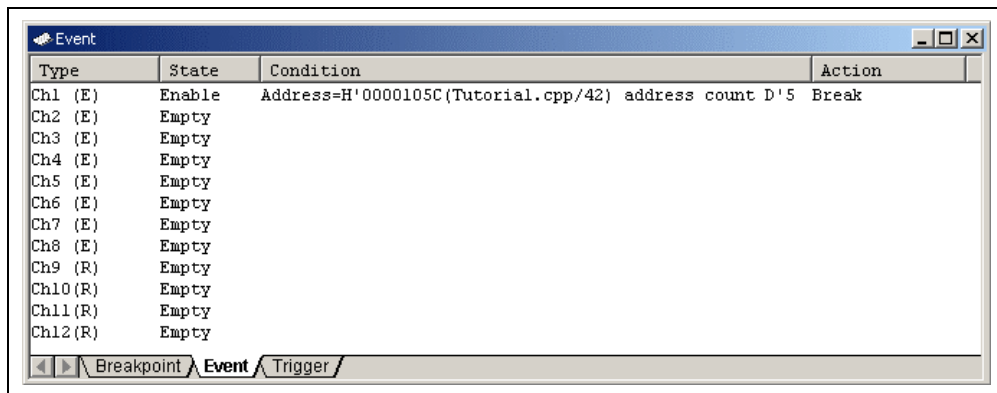 Event
Type State Condition Action
Ch1 (E) Enable Address=H'0000105C(Tutorial.cpp/42) address count D'5 Break
Ch2 (E) Empty
Ch3 (E) Empty
Ch4 (E) Empty
Ch5 (E) Empty
Ch6 (E) Empty
Ch7 (E) Empty
Ch8 (E) Empty
Ch9 (R) Empty
Ch10(R) Empty
Ch11(R) Empty
Ch12(R) Empty
Breakpoint Event Trigger